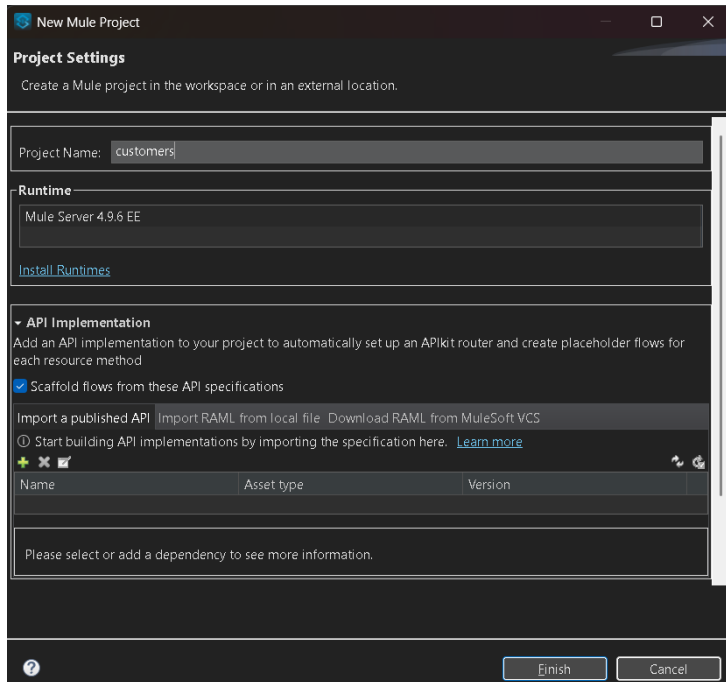 New Mule Project
Project Settings
Create a Mule project in the workspace or in an external location.
Project Name: customers
Runtime
Mule Server 4.9.6 EE
Install Runtimes
API Implementation
Add an API implementation to your project to automatically set up an APIkit router and create placeholder flows for
each resource method
Scaffold flows from these API specifications
Import a published API Import RAML from local file Download RAML from MuleSoft VCS
Start building API implementations by importing the specification here. Learn more
Name Asset type Version
Please select or add a dependency to see more information.
? Finish Cancel